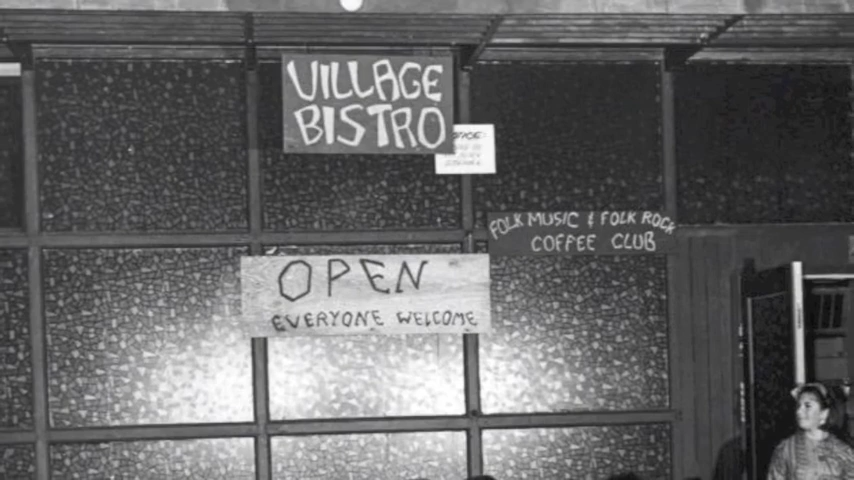 VILLAGE
BISTRO
FOLK MUSIC & FOLK ROCK
COFFEE CLUB
OPEN
EVERYONE WELCOME